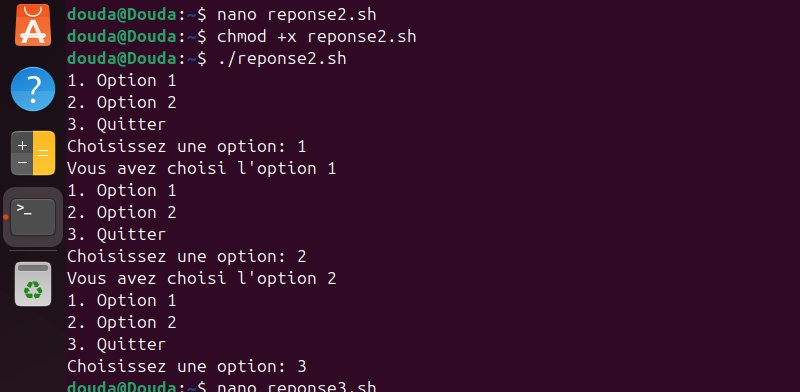 douda@Douda:~$ nano reponse2.sh
douda@Douda:~$ chmod +x reponse2.sh
douda@Douda:~$ ./reponse2.sh
1. Option 1
2. Option 2
3. Quitter
Choisissez une option: 1
Vous avez choisi l'option 1
1. Option 1
2. Option 2
3. Quitter
Choisissez une option: 2
Vous avez choisi l'option 2
1. Option 1
2. Option 2
3. Quitter
Choisissez une option: 3
douda@Douda:~$ nano reponse3.sh